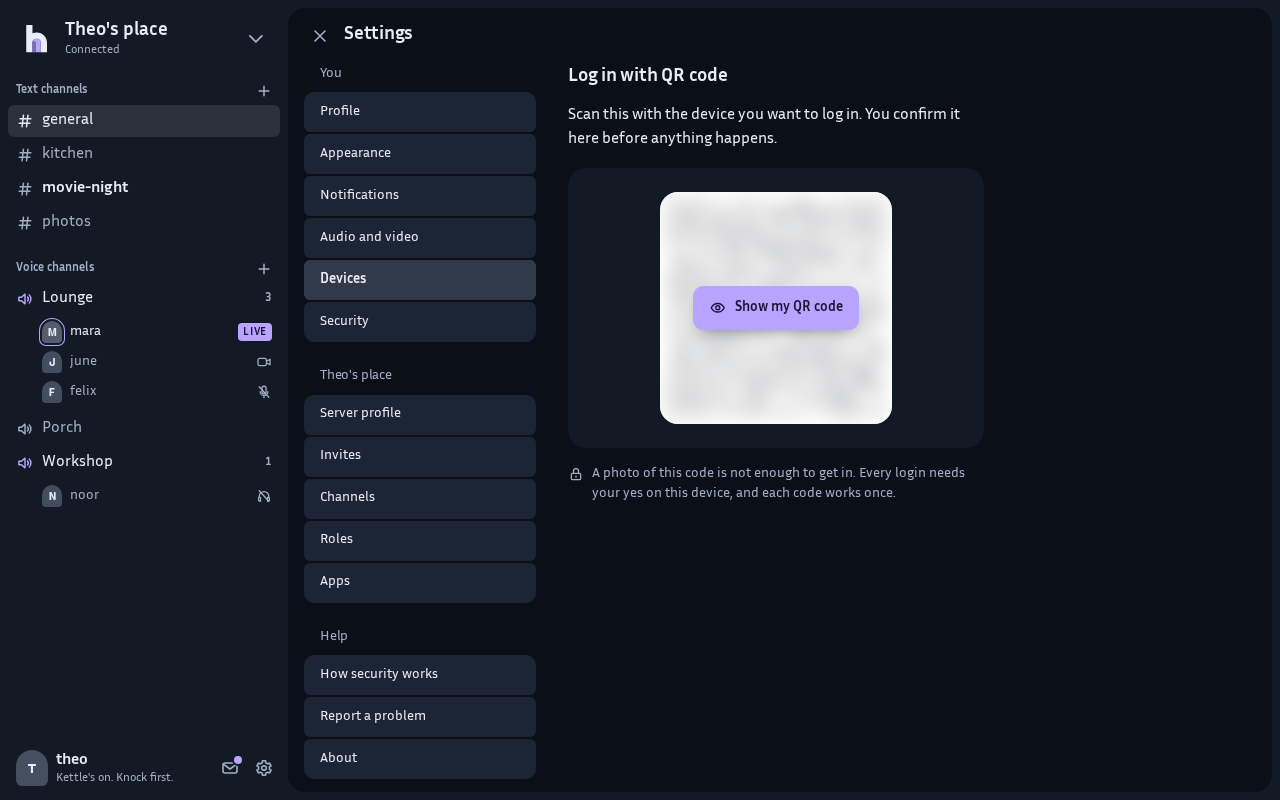 Theo's place
Connected
Text channels
general
kitchen
movie-night
photos
Voice channels
Lounge
3
M
mara
LIVE
J
june
F
felix
Porch
Workshop
1
N
noor
T
theo
Kettle's on. Knock first.
Settings
You
Profile
Appearance
Notifications
Audio and video
Devices
Security
Theo's place
Server profile
Invites
Channels
Roles
Apps
Help
How security works
Report a problem
About
Log in with QR code
Scan this with the device you want to log in. You confirm it
here before anything happens.
Show my QR code
A photo of this code is not enough to get in. Every login needs
your yes on this device, and each code works once.